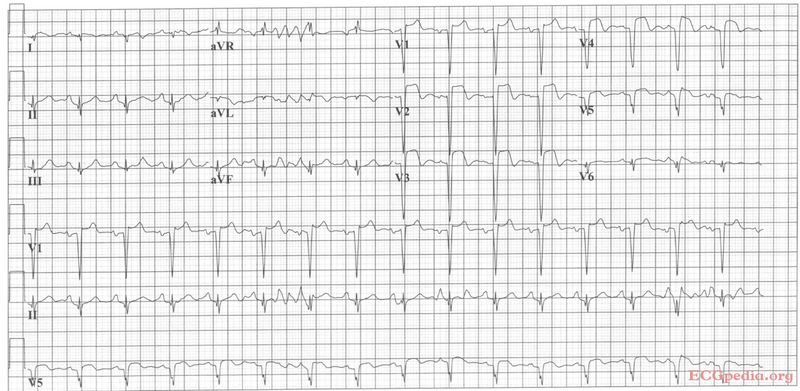 I aVR V1 V4
II aVL V2 V5
III aVF V3 V6
V1
II
V5
ECGpedia.org